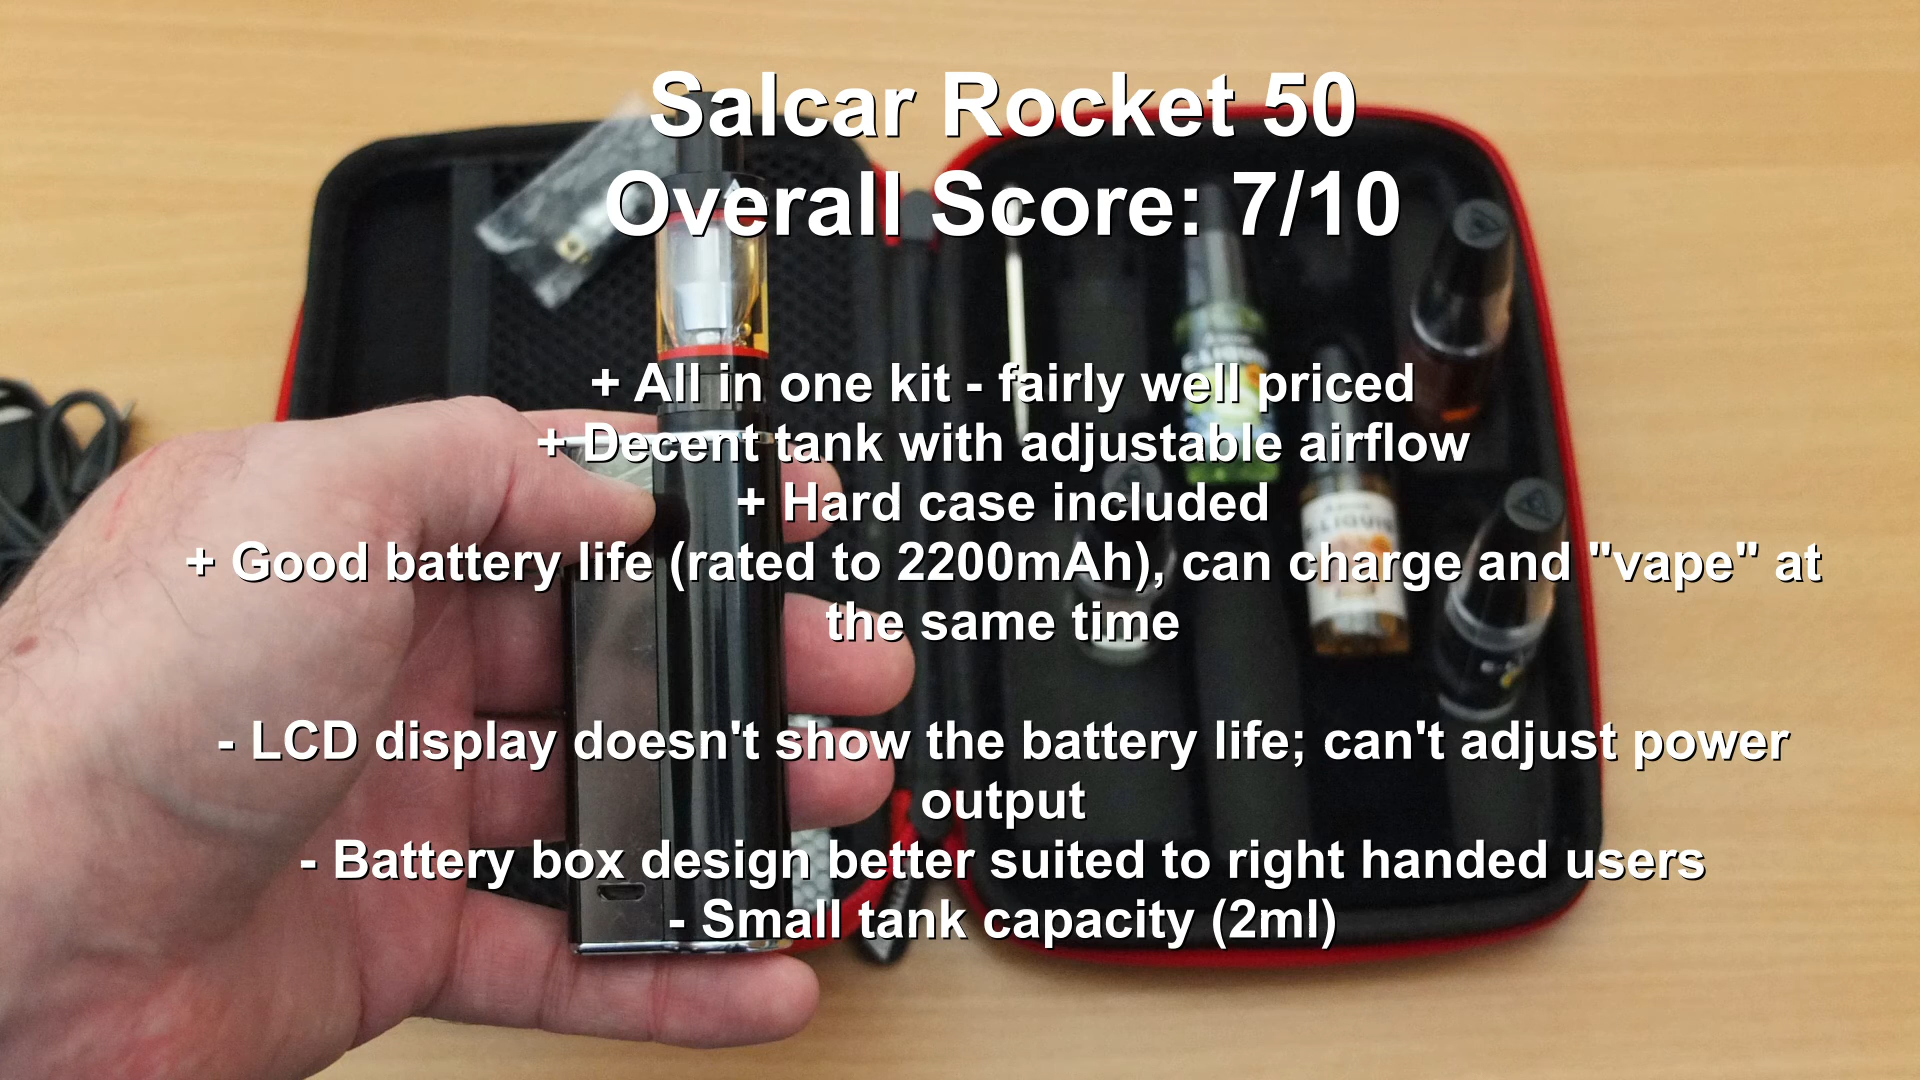 Salcar Rocket 50
Overall Score: 7/10
+ All in one kit - fairly well priced
+ Decent tank with adjustable airflow
+ Hard case included
+ Good battery life (rated to 2200mAh), can charge and "vape" at
the same time
- LCD display doesn't show the battery life; can't adjust power
output
- Battery box design better suited to right handed users
- Small tank capacity (2ml)
E-LIQUID